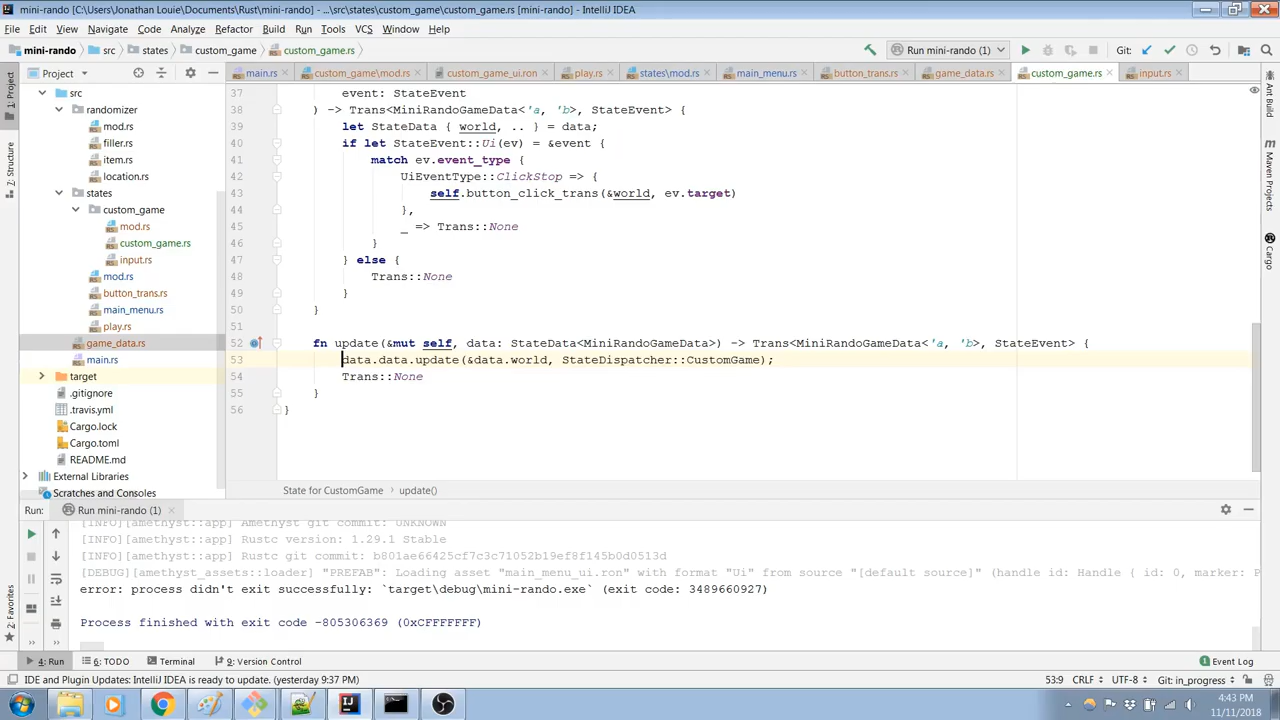 mini-rando [C:\Users\Jonathan Louie\Documents\Rust\mini-rando] - ...\src\states\custom_game\custom_game.rs [mini-rando] - IntelliJ IDEA
File Edit View Navigate Code Analyze Refactor Build Run Tools VCS Window Help
mini-rando src states custom_game custom_game.rs Run mini-rando (1) Git:
Project main.rs custom_game\mod.rs custom_game_ui.ron play.rs states\mod.rs main_menu.rs button_trans.rs game_data.rs custom_game.rs input.rs
1: Project
7: Structure
2: Favorites
src
randomizer
mod.rs
filler.rs
item.rs
location.rs
states
custom_game
mod.rs
custom_game.rs
input.rs
mod.rs
button_trans.rs
main_menu.rs
play.rs
game_data.rs
main.rs
target
.gitignore
.travis.yml
Cargo.lock
Cargo.toml
README.md
External Libraries
Scratches and Consoles
37 event: StateEvent
38 ) -> Trans<MiniRandoGameData<'a, 'b>, StateEvent> {
39 let StateData { world, .. } = data;
40 if let StateEvent::Ui(ev) = &event {
41 match ev.event_type {
42 UiEventType::ClickStop => {
43 self.button_click_trans(&world, ev.target)
44 },
45 _ => Trans::None
46 }
47 } else {
48 Trans::None
49 }
50 }
51
52 fn update(&mut self, data: StateData<MiniRandoGameData>) -> Trans<MiniRandoGameData<'a, 'b>, StateEvent> {
53 data.data.update(&data.world, StateDispatcher::CustomGame);
54 Trans::None
55 }
56 }
State for CustomGame update()
Ant Build
Maven Projects
Cargo
Run: Run mini-rando (1)
[INFO][amethyst::app] Amethyst git commit: UNKNOWN
[INFO][amethyst::app] Rustc version: 1.29.1 Stable
[INFO][amethyst::app] Rustc git commit: b801ae66425cf7c3c71052b19ef8f145b0d0513d
[DEBUG][amethyst_assets::loader] "PREFAB": Loading asset "main_menu_ui.ron" with format "Ui" from source "[default source]" (handle id: Handle { id: 0, marker: P
error: process didn't exit successfully: `target\debug\mini-rando.exe` (exit code: 3489660927)
Process finished with exit code -805306369 (0xCFFFFFFF)
4: Run 6: TODO Terminal 9: Version Control Event Log
IDE and Plugin Updates: IntelliJ IDEA is ready to update. (yesterday 9:37 PM) 53:9 CRLF UTF-8 Git: in_progress
4:43 PM
11/11/2018